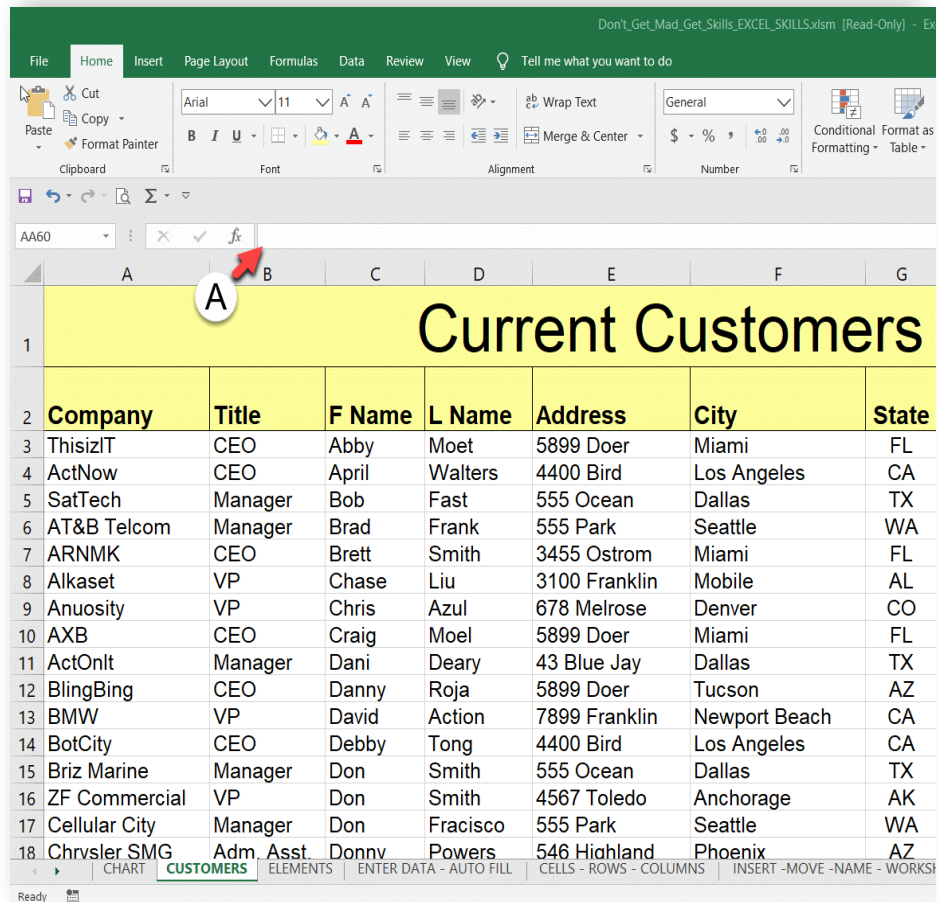 Don't_Get_Mad_Get_Skills_EXCEL_SKILLS.xlsm [Read-Only] - Ex
File Home Insert Page Layout Formulas Data Review View Tell me what you want to do
Cut
Copy
Format Painter
Paste
Clipboard
Arial 11 A A
B I U A
Font
ab Wrap Text
Merge & Center
Alignment
General
$ % , .00 .00
Number
Conditional Formatting
Format as Table
Σ
AA60 fx
A
A B C D E F G
1 Current Customers
2 Company Title F Name L Name Address City State
3 ThisizIT CEO Abby Moet 5899 Doer Miami FL
4 ActNow CEO April Walters 4400 Bird Los Angeles CA
5 SatTech Manager Bob Fast 555 Ocean Dallas TX
6 AT&B Telcom Manager Brad Frank 555 Park Seattle WA
7 ARNMK CEO Brett Smith 3455 Ostrom Miami FL
8 Alkaset VP Chase Liu 3100 Franklin Mobile AL
9 Anuosity VP Chris Azul 678 Melrose Denver CO
10 AXB CEO Craig Moel 5899 Doer Miami FL
11 ActOnIt Manager Dani Deary 43 Blue Jay Dallas TX
12 BlingBing CEO Danny Roja 5899 Doer Tucson AZ
13 BMW VP David Action 7899 Franklin Newport Beach CA
14 BotCity CEO Debby Tong 4400 Bird Los Angeles CA
15 Briz Marine Manager Don Smith 555 Ocean Dallas TX
16 ZF Commercial VP Don Smith 4567 Toledo Anchorage AK
17 Cellular City Manager Don Fracisco 555 Park Seattle WA
18 Chrysler SMG Adm. Asst. Donny Powers 546 Highland Phoenix AZ
CHART CUSTOMERS ELEMENTS ENTER DATA - AUTO FILL CELLS - ROWS - COLUMNS INSERT -MOVE -NAME - WORKSH
Ready